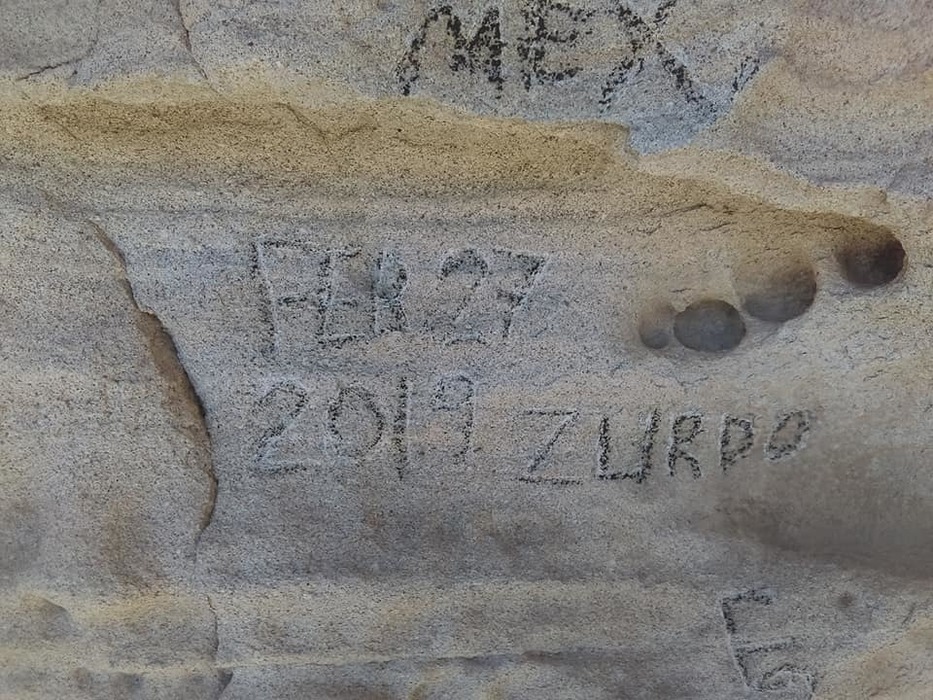 MEX
FEB. 27
2019 ZURDO